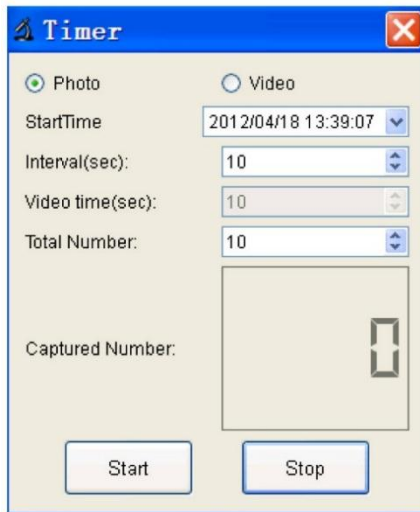 Timer
Photo Video
StartTime 2012/04/18 13:39:07
Interval(sec): 10
Video time(sec): 10
Total Number: 10
Captured Number: 0
Start Stop